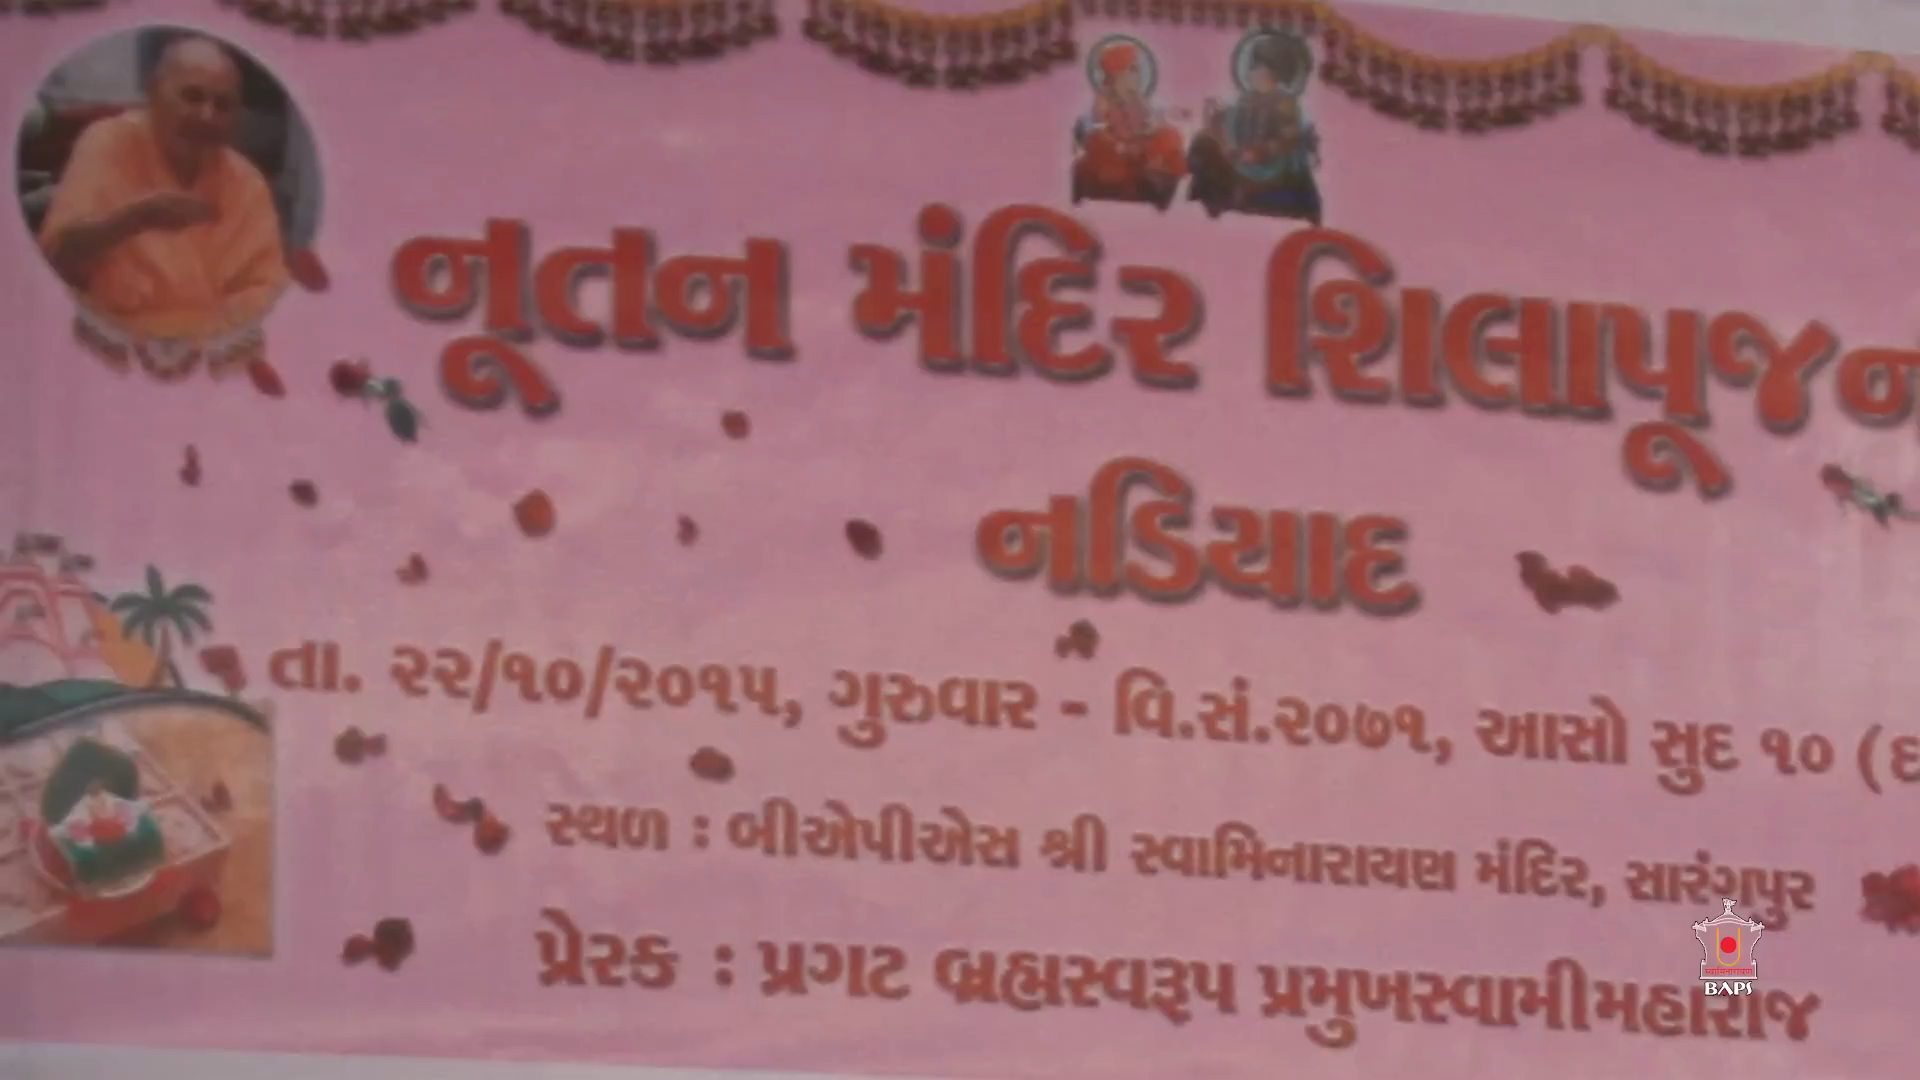 નૂતન મંદિર શિલાપૂજન
નડિયાદ
તા. ૨૨/૧૦/૨૦૧૫, ગુરુવાર - વિ.સં.૨૦૭૧, આસો સુદ ૧૦ (દ
સ્થળ : બીએપીએસ શ્રી સ્વામિનારાયણ મંદિર, સારંગપુર
પ્રેરક : પ્રગટ બ્રહ્મસ્વરૂપ પ્રમુખસ્વામીમહારાજ
BAPS